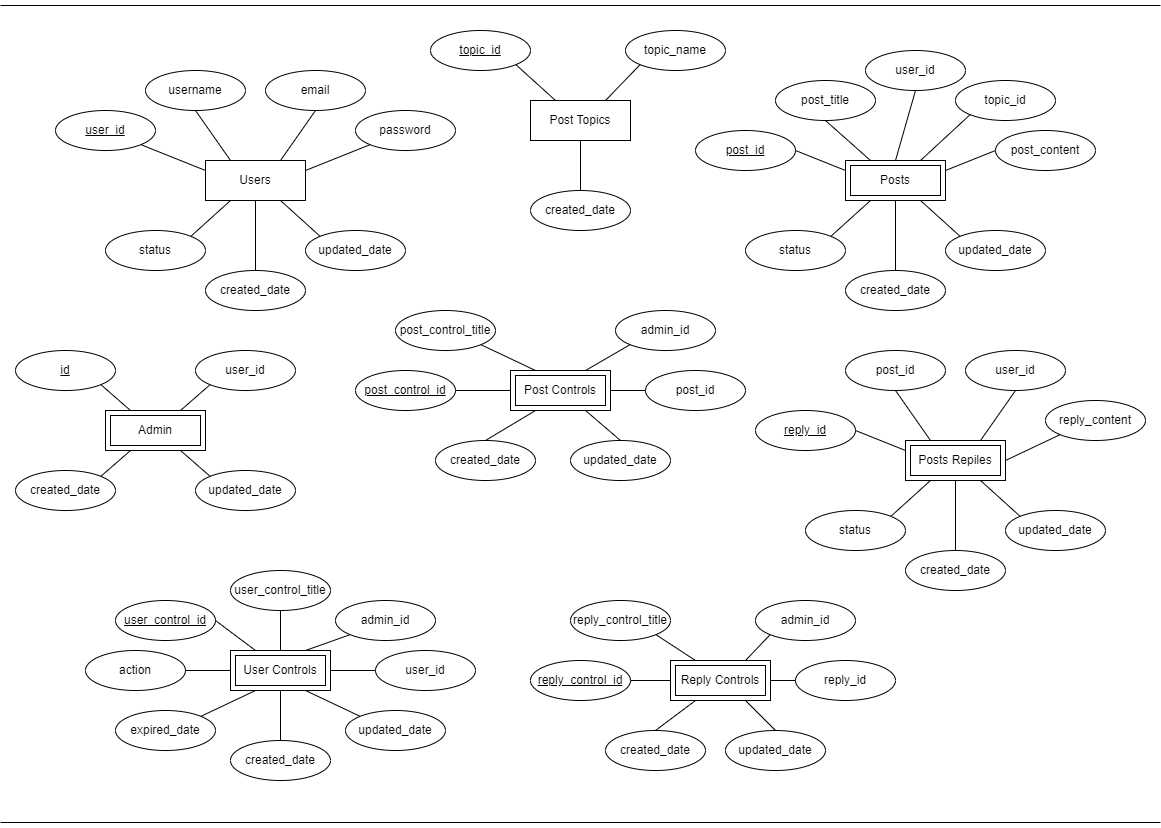 topic_id
topic_name
Post Topics
created_date
username
email
user_id
password
Users
status
updated_date
created_date
user_id
post_title
topic_id
post_id
post_content
Posts
status
updated_date
created_date
id
user_id
Admin
created_date
updated_date
post_control_title
admin_id
post_control_id
Post Controls
post_id
created_date
updated_date
post_id
user_id
reply_id
reply_content
Posts Repiles
status
updated_date
created_date
user_control_title
user_control_id
admin_id
action
User Controls
user_id
expired_date
updated_date
created_date
reply_control_title
admin_id
reply_control_id
Reply Controls
reply_id
created_date
updated_date